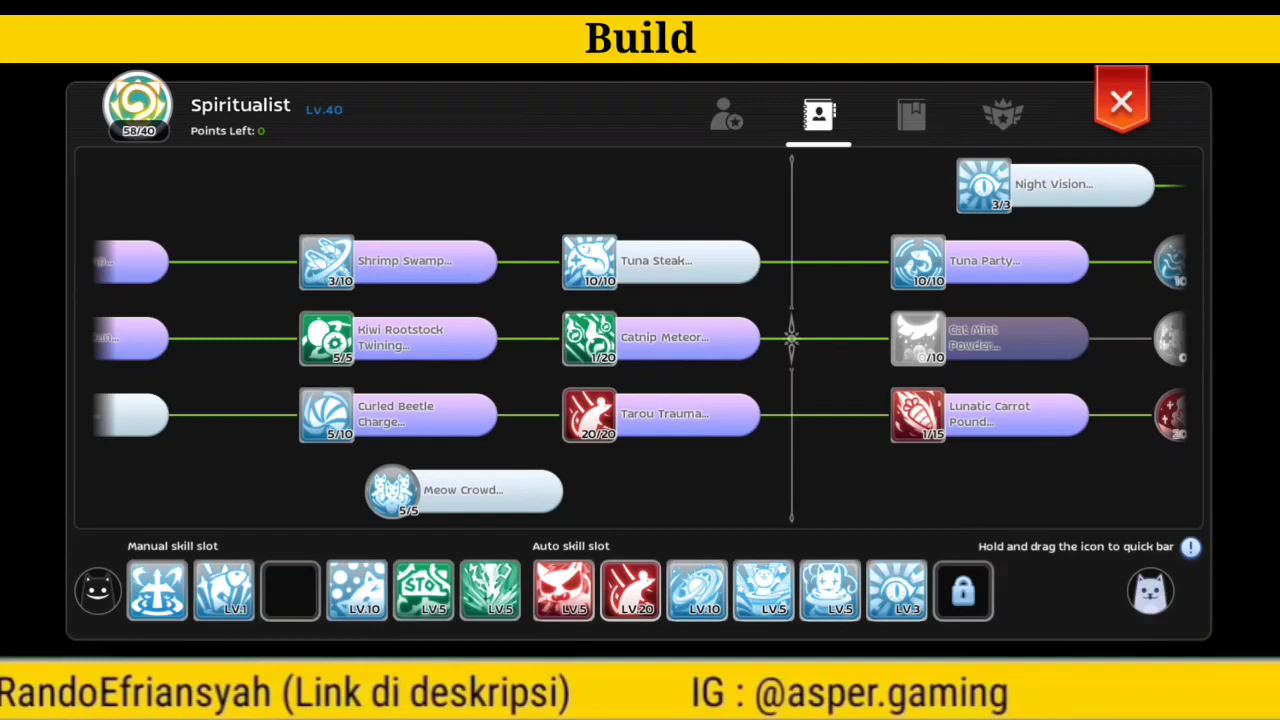 Build
Spiritualist Lv.40
58/40
Points Left: 0
Night Vision...
3/3
Shrimp Swamp...
3/10
Tuna Steak...
10/10
Tuna Party...
10/10
Kiwi Rootstock
Twining...
5/5
Catnip Meteor...
1/20
Cat Mint
Powder...
0/10
Curled Beetle
Charge...
5/10
Tarou Trauma...
20/20
Lunatic Carrot
Pound...
1/15
Meow Crowd...
5/5
Manual skill slot
Auto skill slot
Hold and drag the icon to quick bar
LV.1
LV.10
STO
LV.5
LV.5
LV.5
LV.20
LV.10
LV.5
LV.5
LV.3
RandoEfriansyah (Link di deskripsi) IG : @asper.gaming